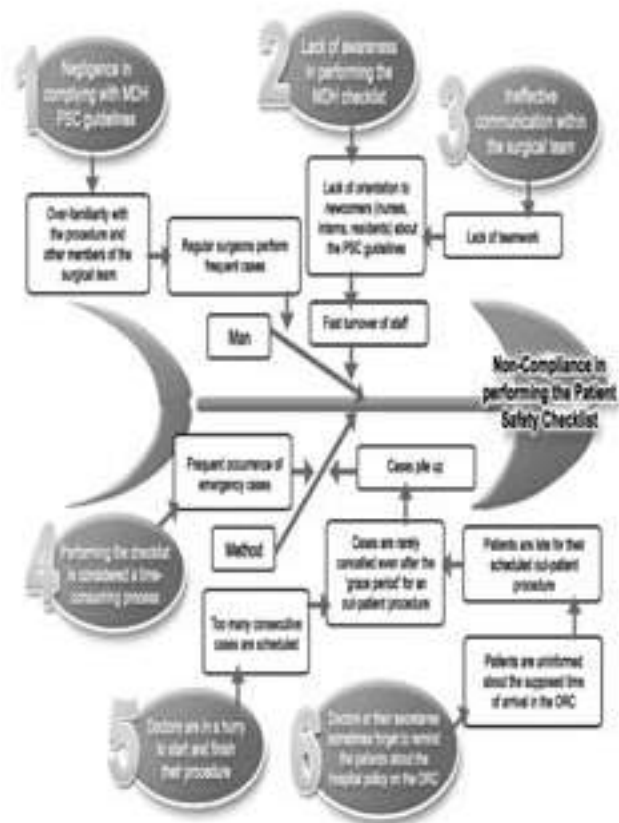 1
Negligence in
complying with MDH
PSC guidelines
2
Lack of awareness
in performing the
MDH checklist
3
Ineffective
communication within
the surgical team
Over-familiarity with
the procedure and
other members of the
surgical team
Regular surgeons perform
frequent cases
Lack of orientation to
newcomers (nurses,
interns, residents) about
the PSC guidelines
Lack of teamwork
Fast turnover of staff
Man
Non-Compliance in
performing the Patient
Safety Checklist
Frequent occurrence of
emergency cases
Cases pile up
4
Performing the checklist
is considered a time-
consuming process
Method
Cases are rarely
cancelled even after the
"grace period" for an
out-patient procedure
Patients are late for their
scheduled out-patient
procedure
Too many consecutive
cases are scheduled
Patients are uninformed
about the supposed time
of arrival in the ORC
5
Doctors are in a hurry
to start and finish
their procedure
6
Doctors or their secretaries
sometimes forget to remind
the patients about the
hospital policy on the ORC